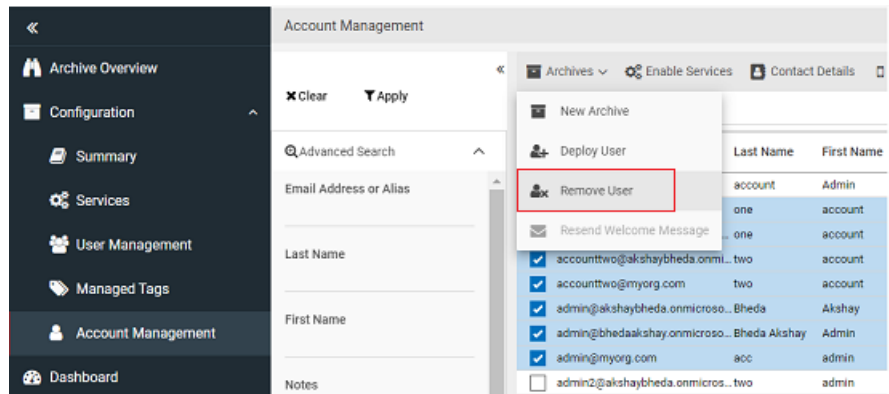 Account Management
Archive Overview
Configuration
Summary
Services
User Management
Managed Tags
Account Management
Dashboard
Clear Apply
Advanced Search
Email Address or Alias
Last Name
First Name
Notes
Archives Enable Services Contact Details
New Archive
Deploy User
Remove User
Resend Welcome Message
Last Name First Name
account Admin
one account
one account
accounttwo@akshaybheda.onmi... two account
accounttwo@myorg.com two account
admin@akshaybheda.onmicroso... Bheda Akshay
admin@bhedaakshay.onmicroso... Bheda Akshay Admin
admin@myorg.com acc admin
admin2@akshaybheda.onmicros... two admin